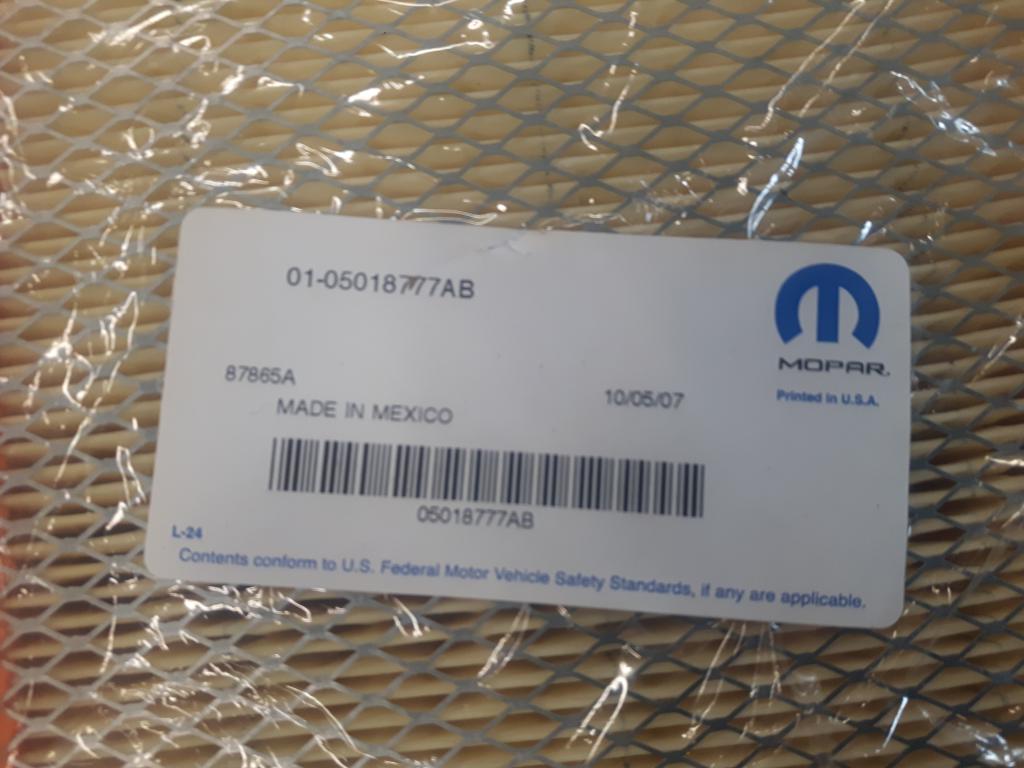 01-05018777AB
MOPAR®
Printed in U.S.A.
87865A
10/05/07
MADE IN MEXICO
05018777AB
L-24
Contents conform to U.S. Federal Motor Vehicle Safety Standards, if any are applicable.